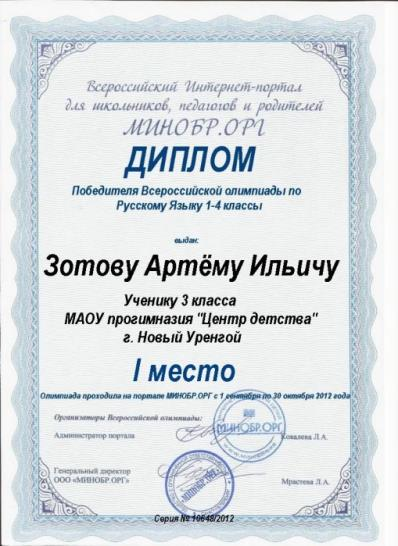 Всероссийский Интернет-портал
для школьников, педагогов и родителей
МИНОБР.ОРГ
ДИПЛОМ
Победителя Всероссийской олимпиады по
Русскому Языку 1-4 классы
выдан:
Зотову Артёму Ильичу
Ученику 3 класса
МАОУ прогимназия "Центр детства"
г. Новый Уренгой
I место
Олимпиада проходила на портале МИНОБР.ОРГ с 1 сентября по 30 октября 2012 года
Организаторы Всероссийской олимпиады:
Администратор портала
Ковалева Л.А.
МИНОБР.ОРГ
Генеральный директор
ООО «МИНОБР.ОРГ»
Мрастева Л.А.
МИНОБР.ОРГ
Серия № 10648/2012